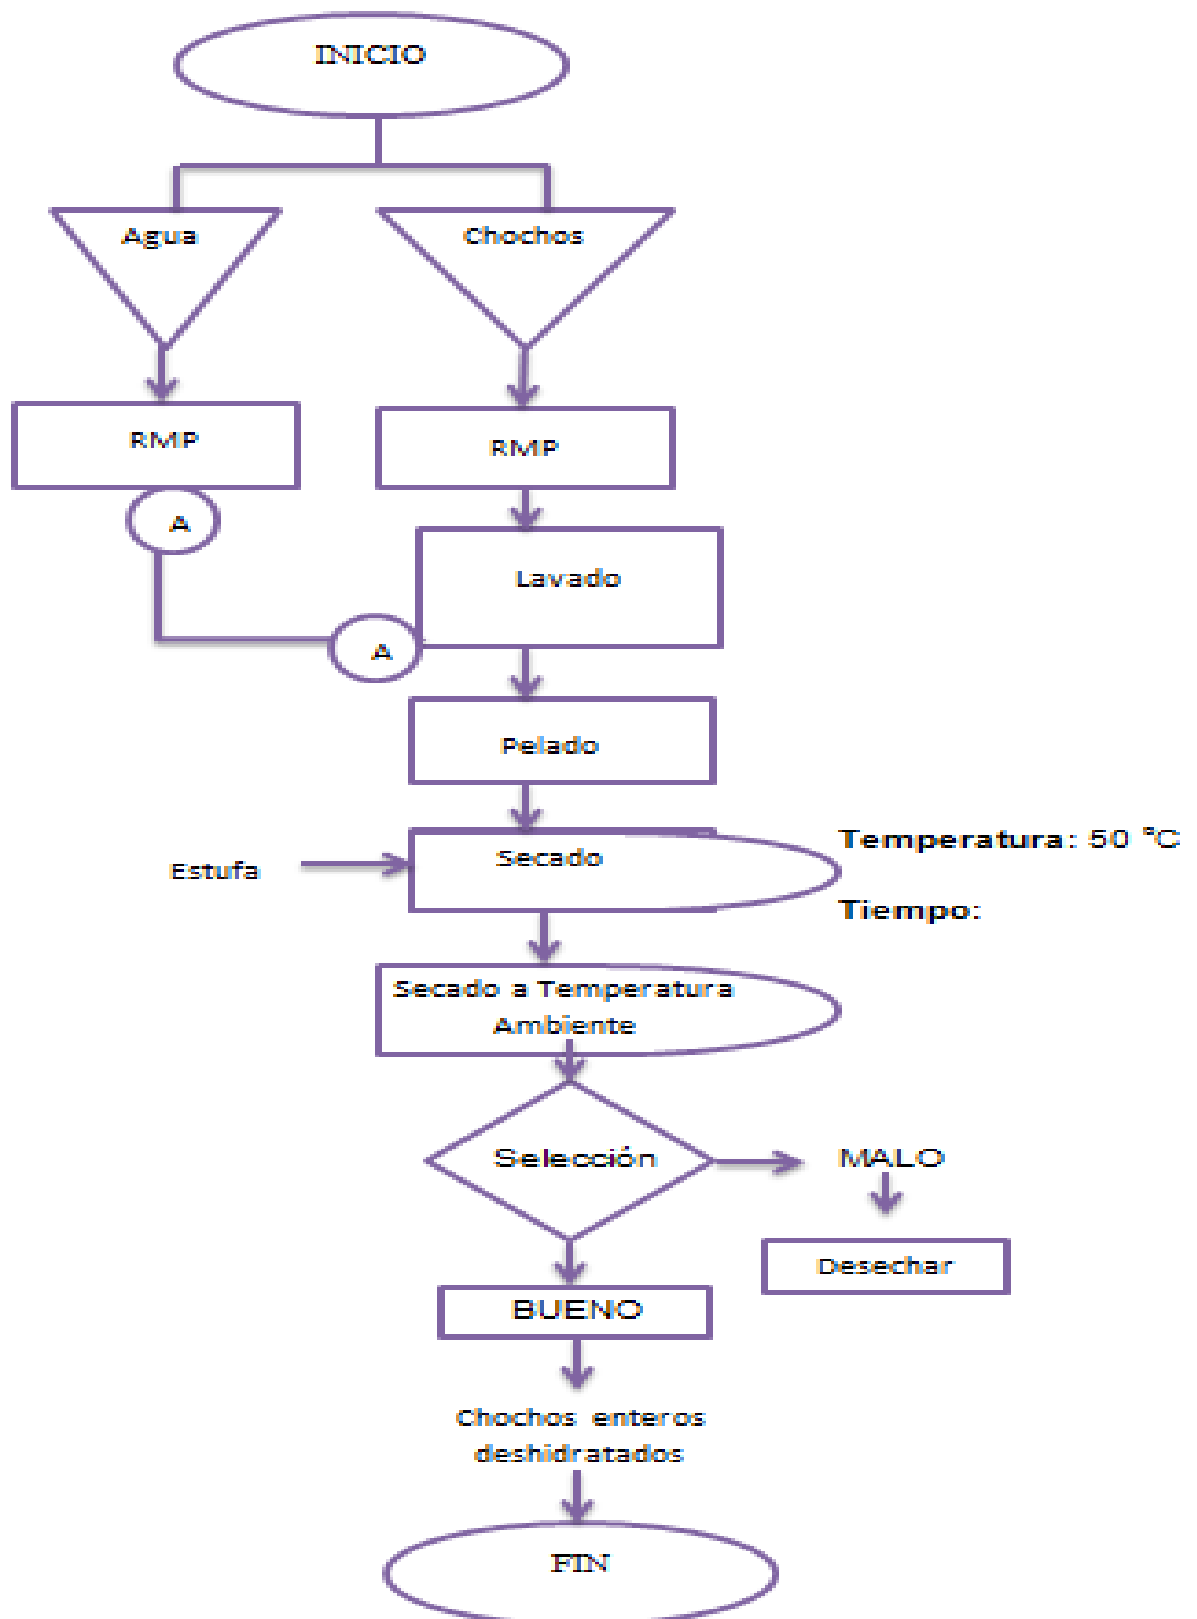 INICIO
Agua
Chochos
RMP
RMP
A
Lavado
A
Pelado
Estufa
Secado
Temperatura: 50 °C
Tiempo:
Secado a Temperatura
Ambiente
Selección
MALO
Desechar
BUENO
Chochos enteros
deshidratados
FIN